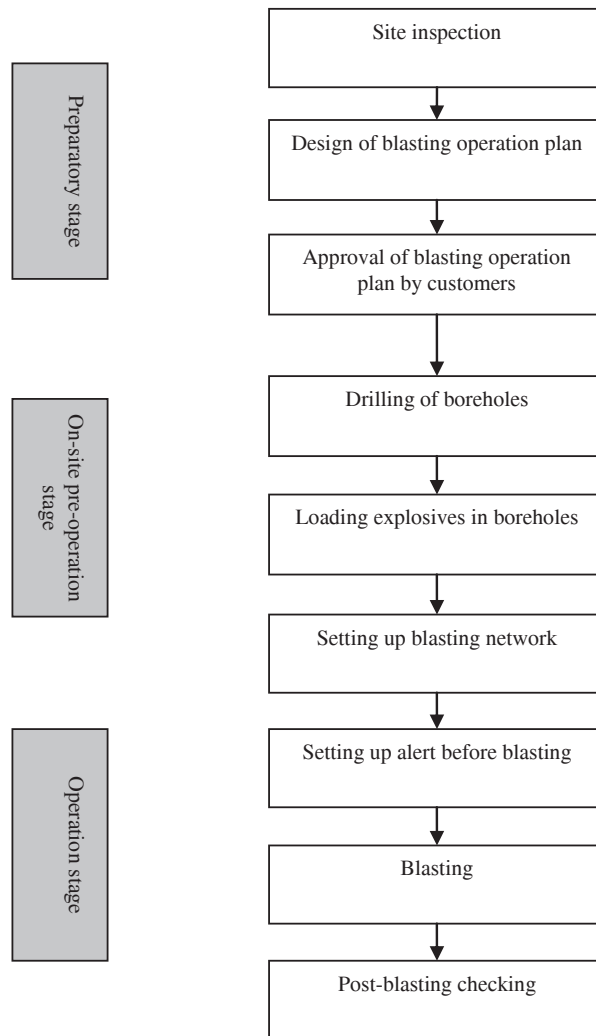 Site inspection
Preparatory stage
Design of blasting operation plan
Approval of blasting operation
plan by customers
Drilling of boreholes
On-site pre-operation
stage
Loading explosives in boreholes
Setting up blasting network
Setting up alert before blasting
Operation stage
Blasting
Post-blasting checking